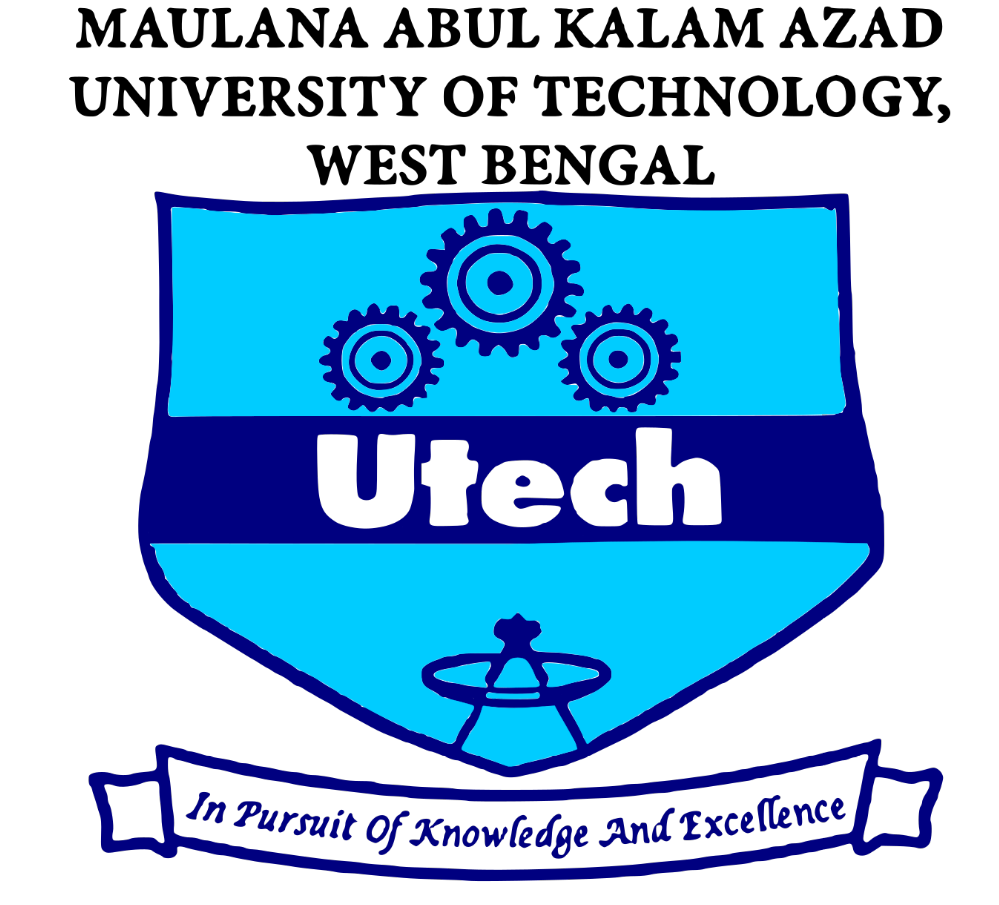 MAULANA ABUL KALAM AZAD
UNIVERSITY OF TECHNOLOGY,
WEST BENGAL
Utech
In Pursuit Of Knowledge And Excellence